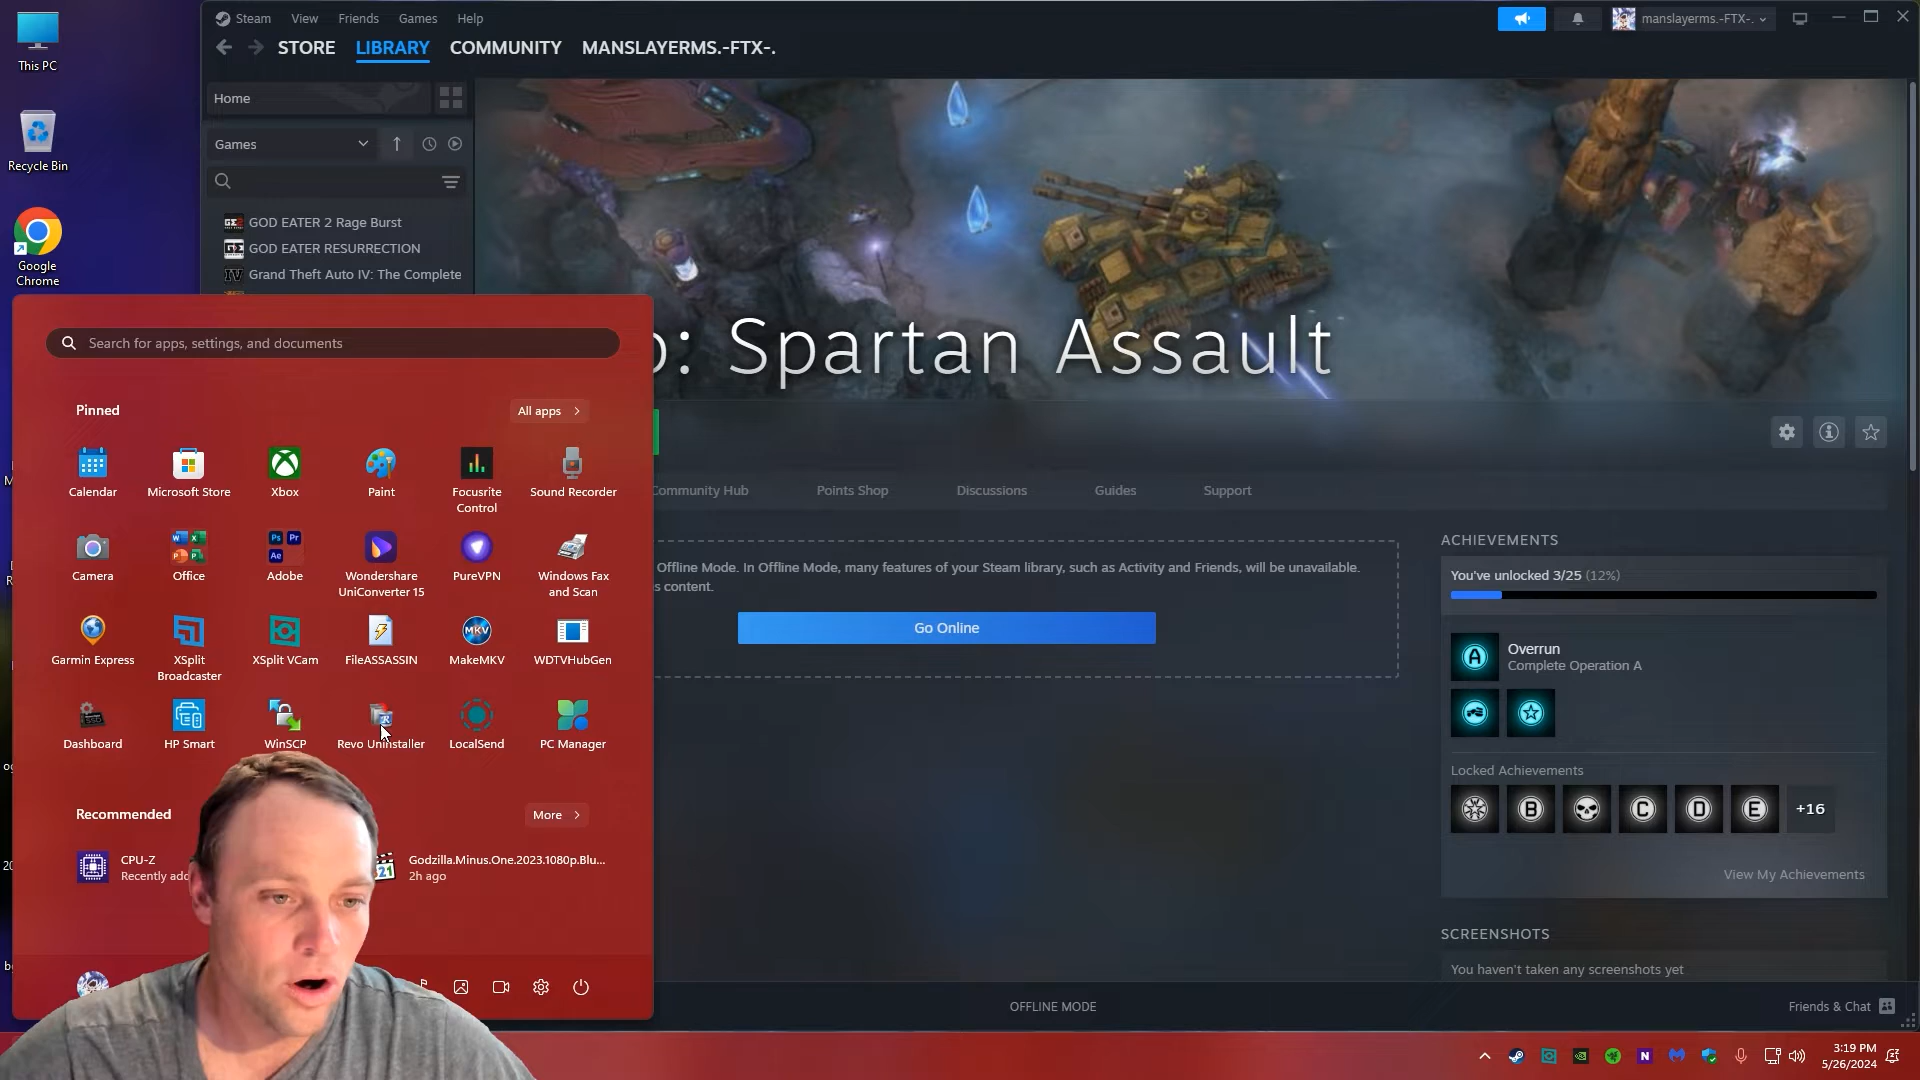 Steam View Friends Games Help
manslayerms.-FTX-.
STORE LIBRARY COMMUNITY MANSLAYERMS.-FTX-.
This PC
Recycle Bin
Google
Chrome
Home
Games
GOD EATER 2 Rage Burst
GOD EATER RESURRECTION
Grand Theft Auto IV: The Complete
o: Spartan Assault
Search for apps, settings, and documents
Pinned
All apps
Calendar
Microsoft Store
Xbox
Paint
Focusrite
Control
Sound Recorder
Camera
Office
Adobe
Wondershare
UniConverter 15
PureVPN
Windows Fax
and Scan
Garmin Express
XSplit
Broadcaster
XSplit VCam
FileASSASSIN
MakeMKV
WDTVHubGen
Dashboard
HP Smart
WinSCP
Revo Uninstaller
LocalSend
PC Manager
Recommended
More
CPU-Z
Recently adde
Godzilla.Minus.One.2023.1080p.Blu...
2h ago
Community Hub Points Shop Discussions Guides Support
Offline Mode. In Offline Mode, many features of your Steam library, such as Activity and Friends, will be unavailable.
s content.
Go Online
ACHIEVEMENTS
You've unlocked 3/25 (12%)
Overrun
Complete Operation A
Locked Achievements
B C D E +16
View My Achievements
SCREENSHOTS
You haven't taken any screenshots yet
OFFLINE MODE
Friends & Chat
3:19 PM
5/26/2024